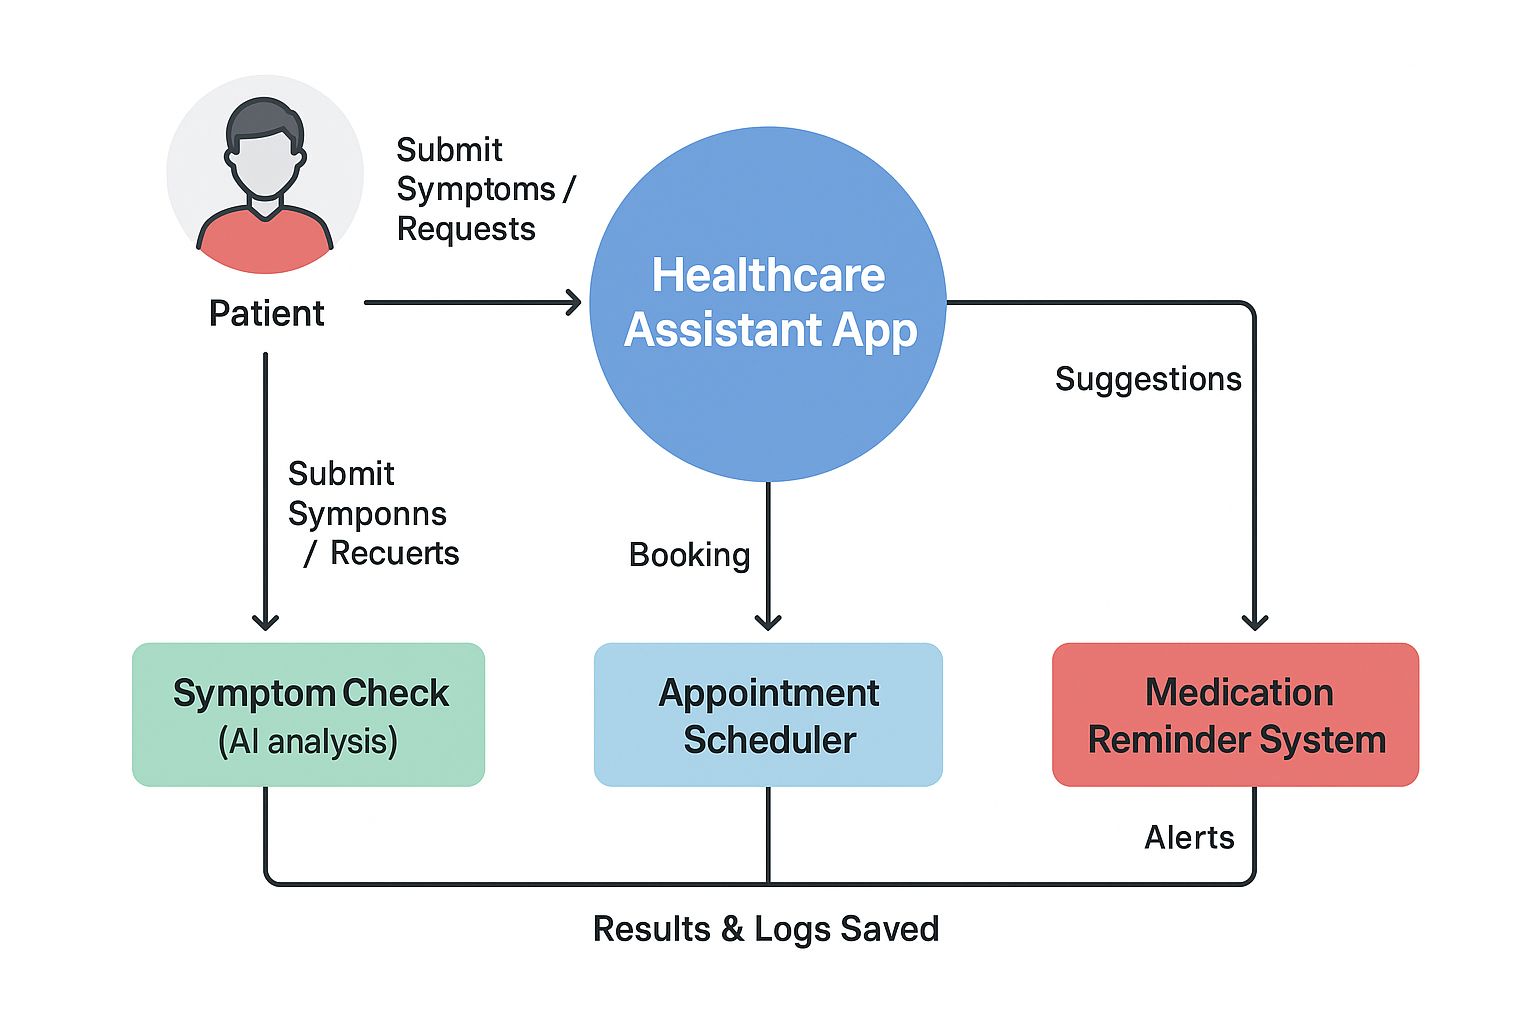 Submit
Symptoms /
Requests
Patient
Healthcare
Assistant App
Suggestions
Submit
Symponns
/ Recuerts
Booking
Symptom Check
(AI analysis)
Appointment
Scheduler
Medication
Reminder System
Alerts
Results & Logs Saved